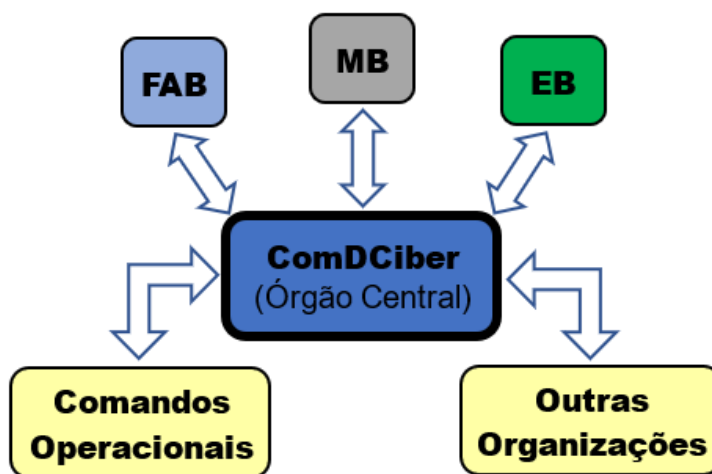 FAB
MB
EB
ComDCiber
(Órgão Central)
Comandos
Operacionais
Outras
Organizações